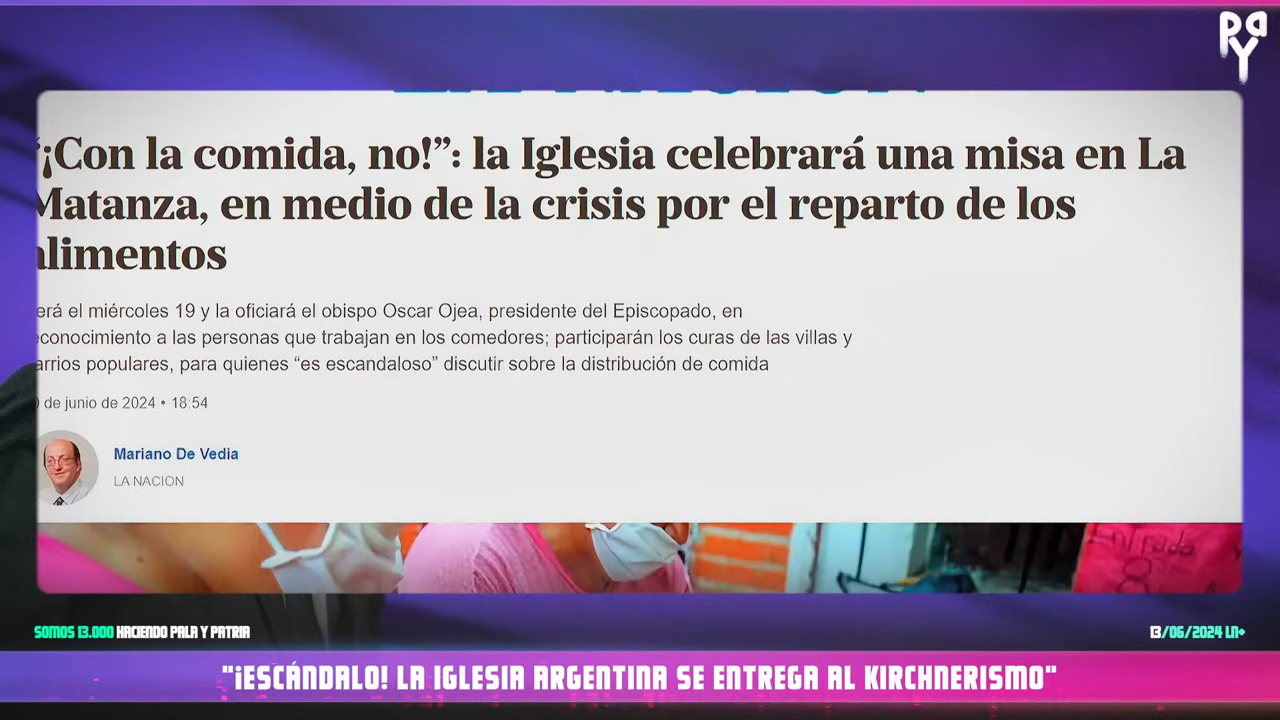 PaY
“¡Con la comida, no!”: la Iglesia celebrará una misa en La
Matanza, en medio de la crisis por el reparto de los
alimentos
erá el miércoles 19 y la oficiará el obispo Oscar Ojea, presidente del Episcopado, en
econocimiento a las personas que trabajan en los comedores; participarán los curas de las villas y
arrios populares, para quienes “es escandaloso” discutir sobre la distribución de comida
de junio de 2024 • 18:54
Mariano De Vedia
LA NACION
Entrada
SOMOS 13.000 HACIENDO PALA Y PATRIA
13/06/2024 LN+
"¡ESCÁNDALO! LA IGLESIA ARGENTINA SE ENTREGA AL KIRCHNERISMO"